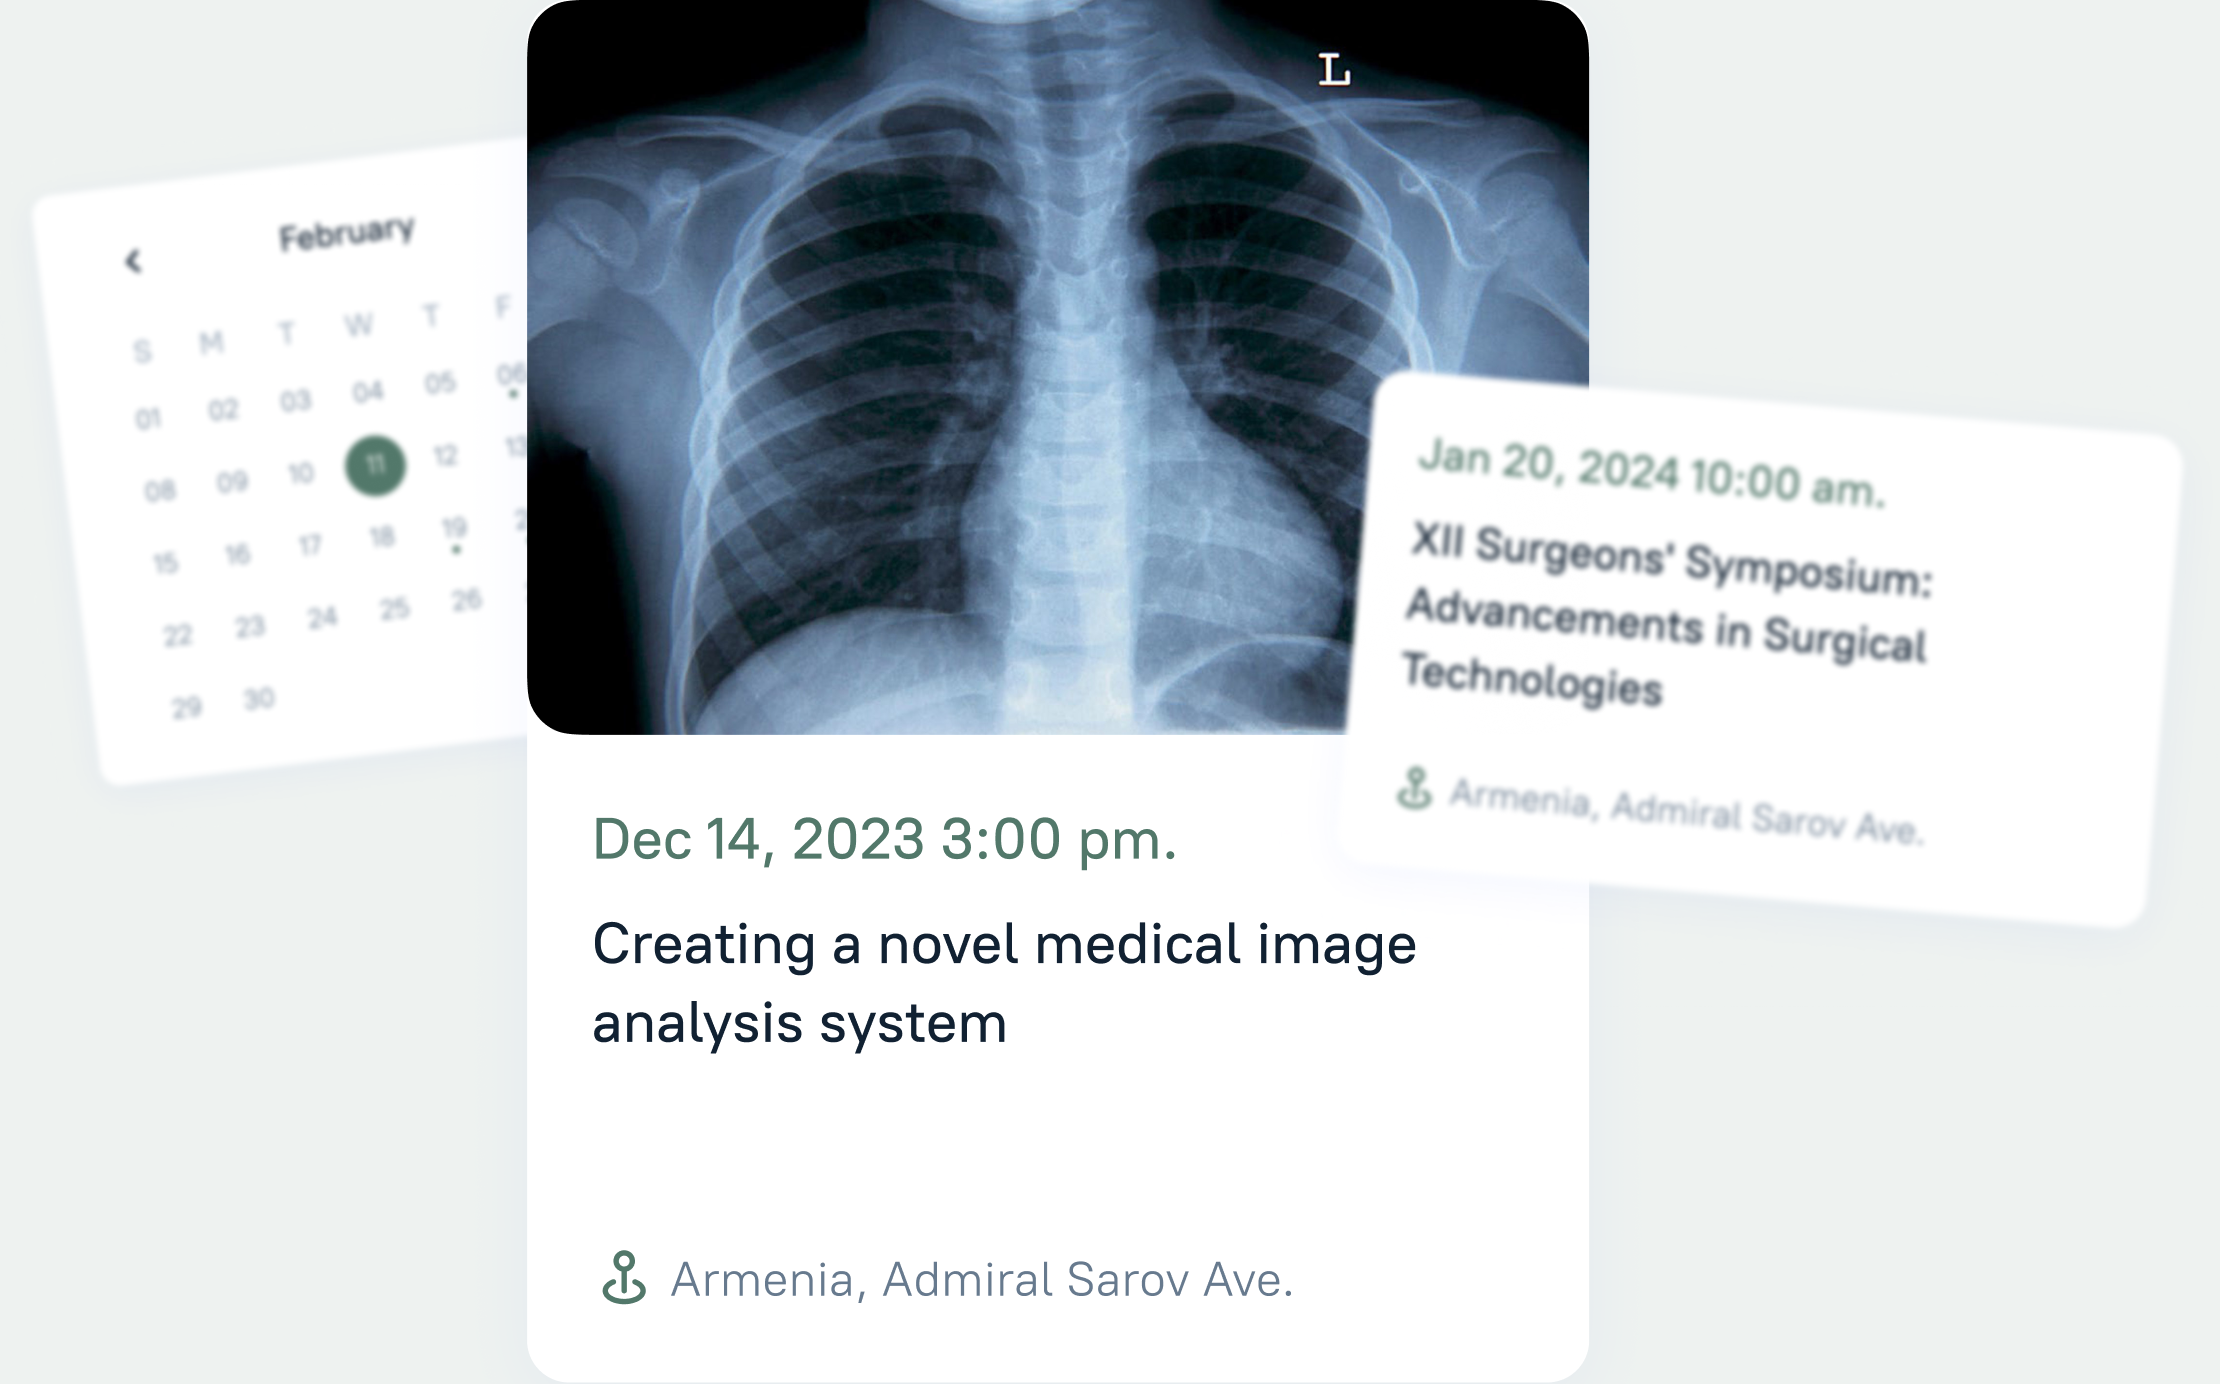 February
S M T W T F
01 02 03 04 05 06
08 09 10 11 12 13
15 16 17 18 19
22 23 24 25 26
29 30
L
Dec 14, 2023 3:00 pm.
Creating a novel medical image
analysis system
Armenia, Admiral Sarov Ave.
Jan 20, 2024 10:00 am.
XII Surgeons' Symposium:
Advancements in Surgical
Technologies
Armenia, Admiral Sarov Ave.